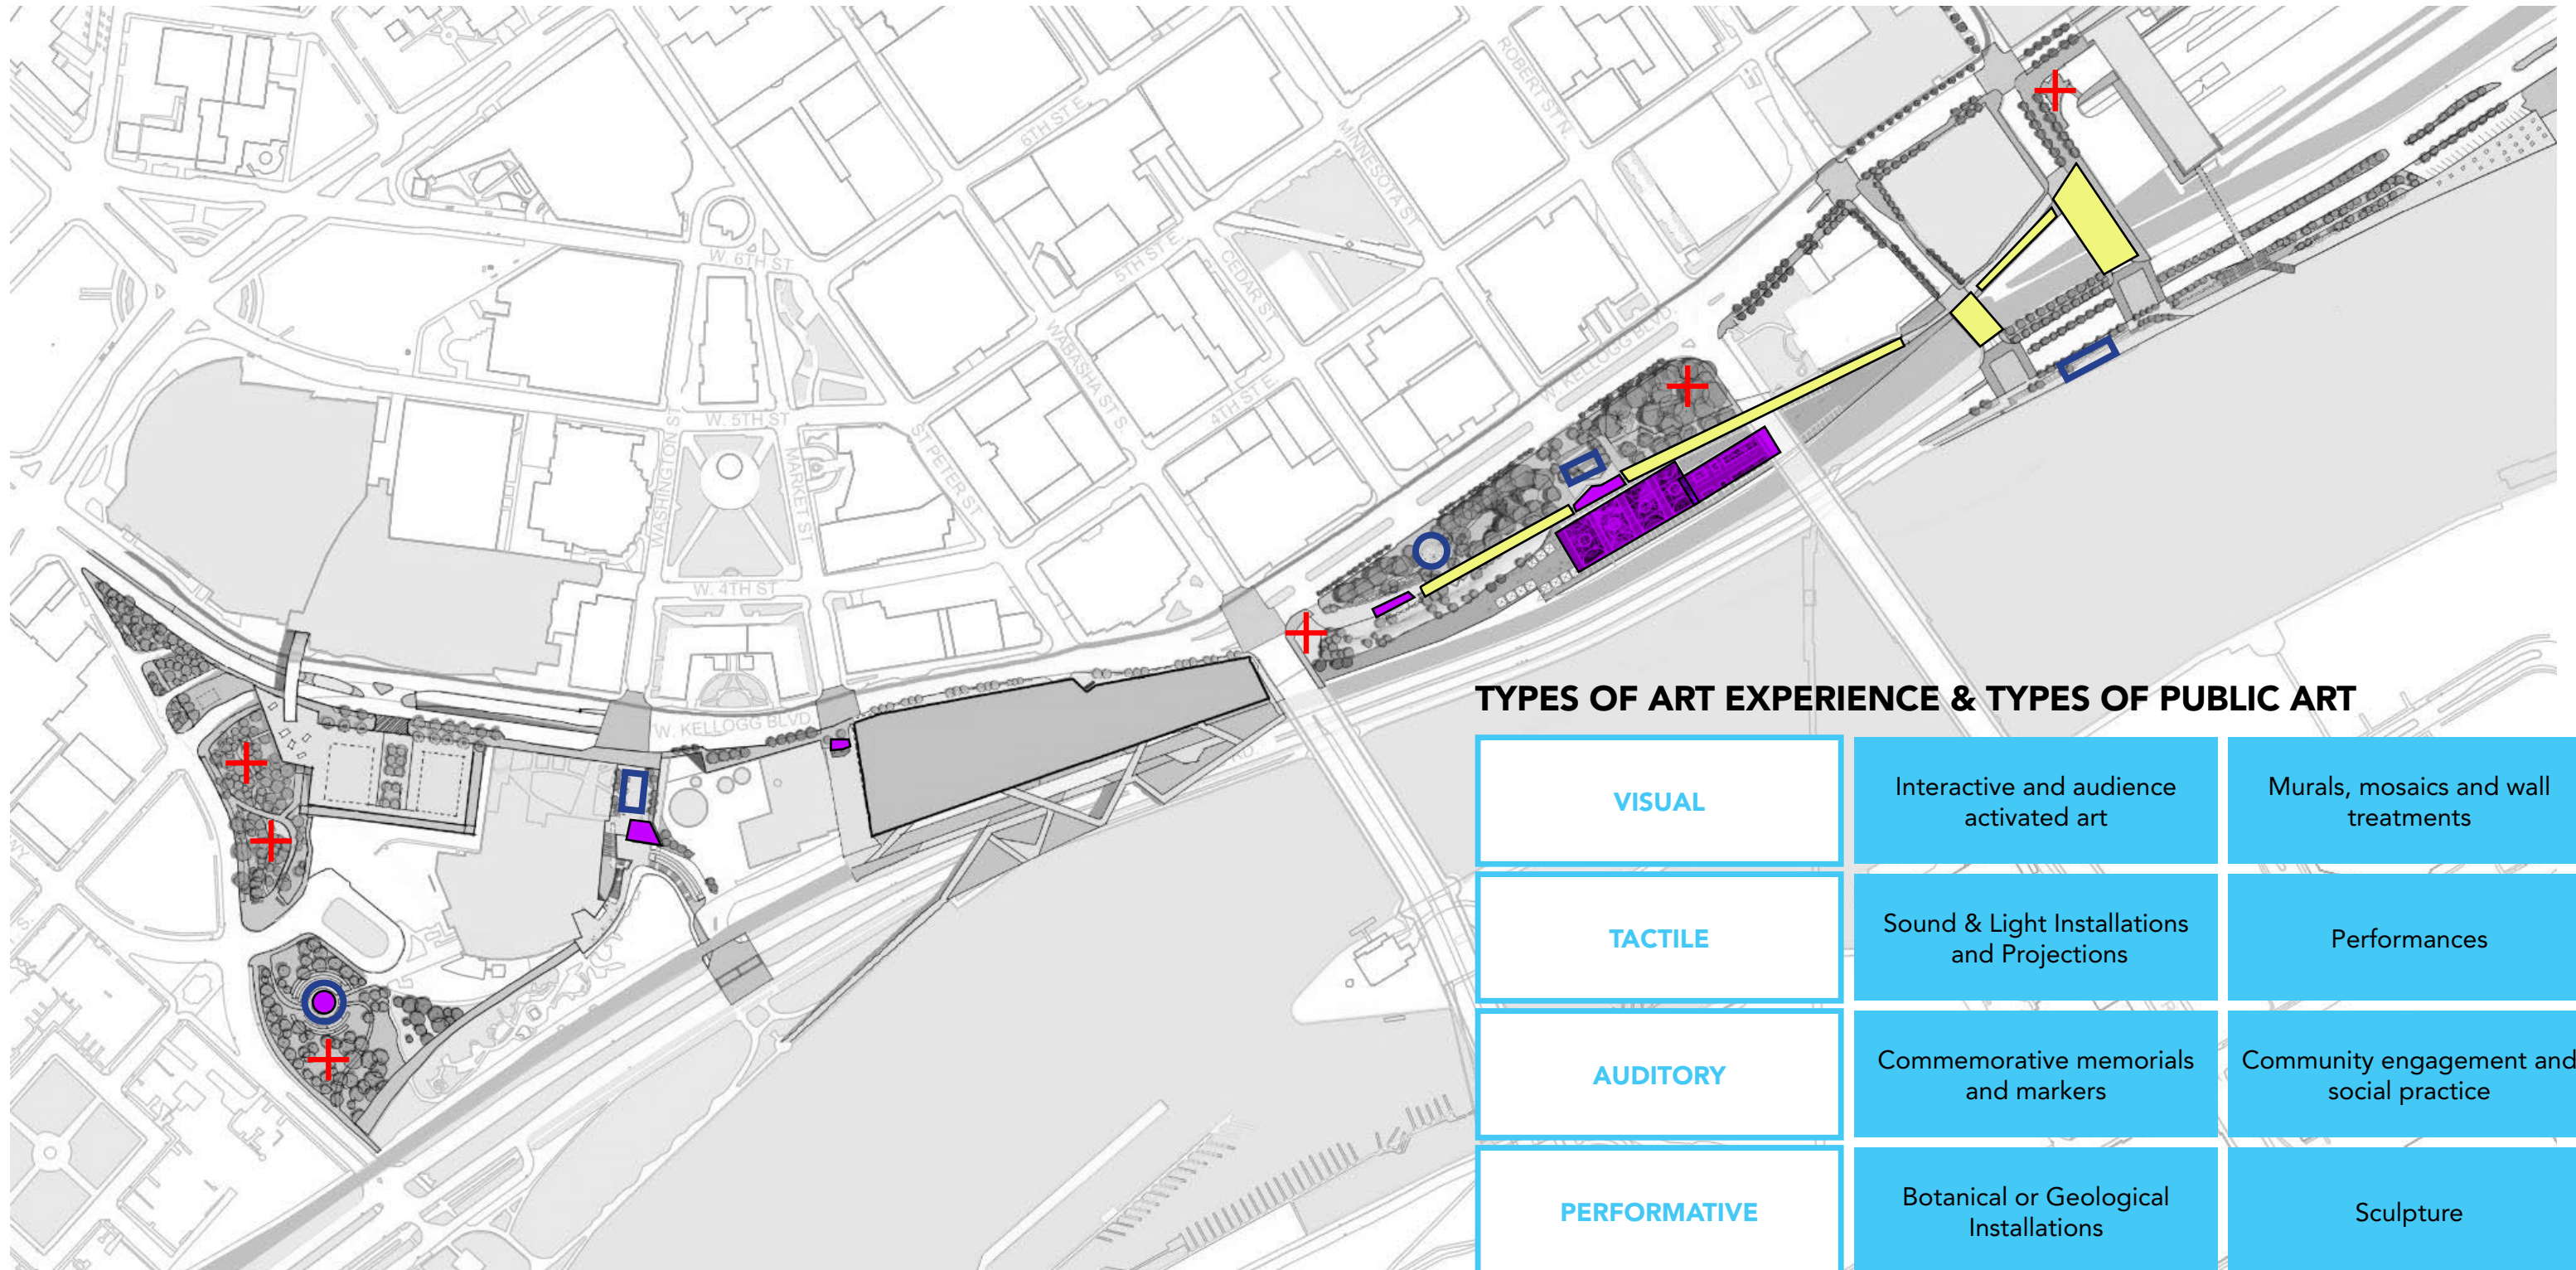 ROBERT ST N.
6TH ST E.
MINNESOTA ST
W. 6TH ST
5TH ST E.
CEDAR ST
WABASHA ST S.
W. KELLOGG BLVD.
4TH ST E.
W. 5TH ST
WASHINGTON ST
MARKET ST
ST PETER ST
W. 4TH ST
W. KELLOGG BLVD
RD
WY
TYPES OF ART EXPERIENCE & TYPES OF PUBLIC ART
VISUAL
Interactive and audience
activated art
Murals, mosaics and wall
treatments
TACTILE
Sound & Light Installations
and Projections
Performances
AUDITORY
Commemorative memorials
and markers
Community engagement and
social practice
PERFORMATIVE
Botanical or Geological
Installations
Sculpture